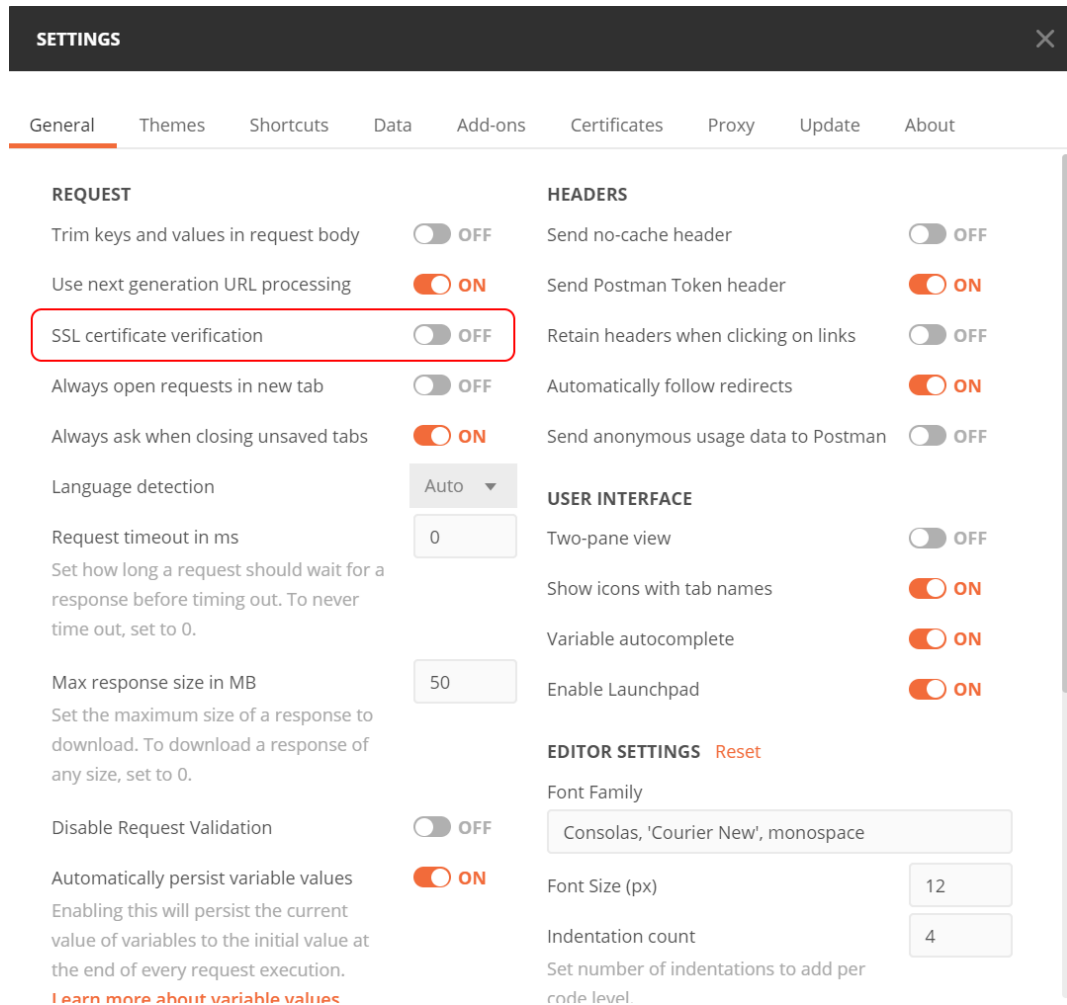 SETTINGS
General Themes Shortcuts Data Add-ons Certificates Proxy Update About
REQUEST
Trim keys and values in request body OFF
Use next generation URL processing ON
SSL certificate verification OFF
Always open requests in new tab OFF
Always ask when closing unsaved tabs ON
Language detection Auto
Request timeout in ms 0
Set how long a request should wait for a
response before timing out. To never
time out, set to 0.
Max response size in MB 50
Set the maximum size of a response to
download. To download a response of
any size, set to 0.
Disable Request Validation OFF
Automatically persist variable values ON
Enabling this will persist the current
value of variables to the initial value at
the end of every request execution.
Learn more about variable values
HEADERS
Send no-cache header OFF
Send Postman Token header ON
Retain headers when clicking on links OFF
Automatically follow redirects ON
Send anonymous usage data to Postman OFF
USER INTERFACE
Two-pane view OFF
Show icons with tab names ON
Variable autocomplete ON
Enable Launchpad ON
EDITOR SETTINGS Reset
Font Family
Consolas, 'Courier New', monospace
Font Size (px) 12
Indentation count 4
Set number of indentations to add per
code level.